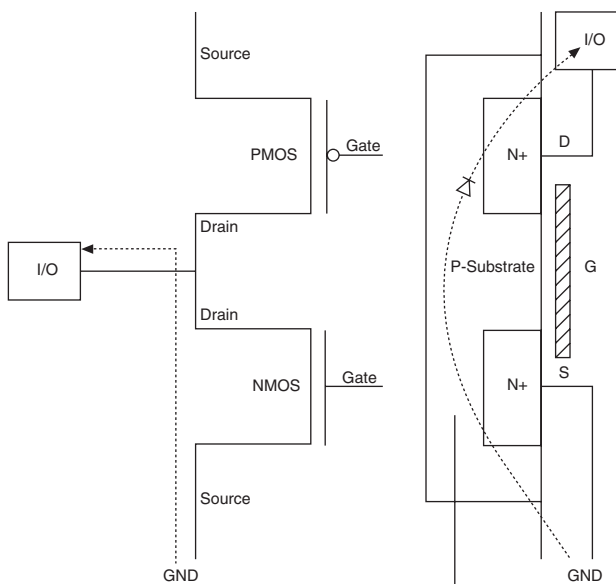 Source
PMOS
Gate
Drain
I/O
Drain
NMOS
Gate
Source
GND
I/O
N+
D
P-Substrate
G
N+
S
GND